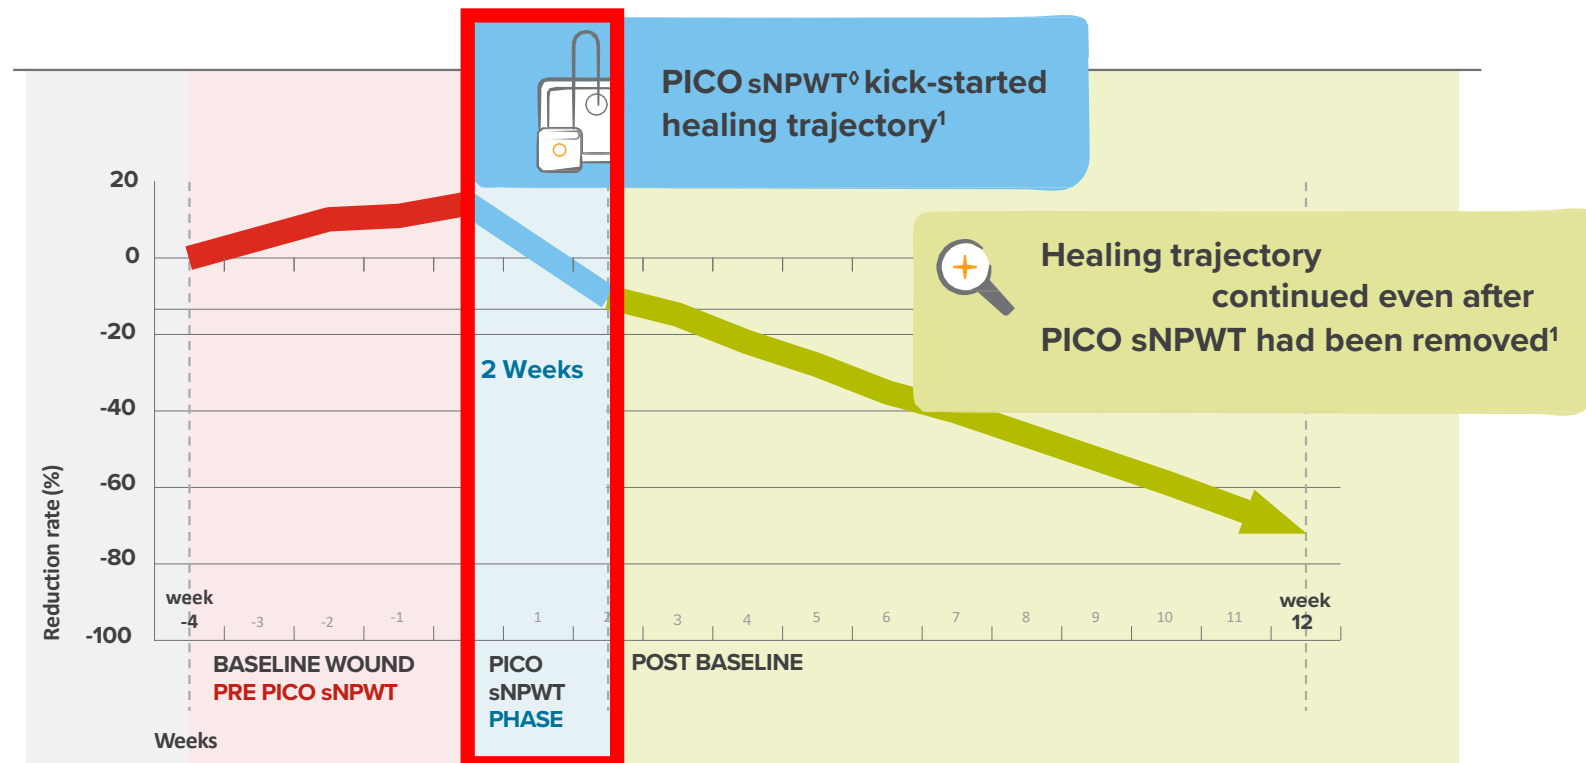 PICO sNPWT◊ kick-started
healing trajectory1
Healing trajectory
continued even after
PICO sNPWT had been removed1
20
0
-20
-40
-60
-80
-100
Reduction rate (%)
2 Weeks
week
-4
-3
-2
-1
1
2
3
4
5
6
7
8
9
10
11
week
12
BASELINE WOUND
PRE PICO sNPWT
PICO
sNPWT
PHASE
POST BASELINE
Weeks